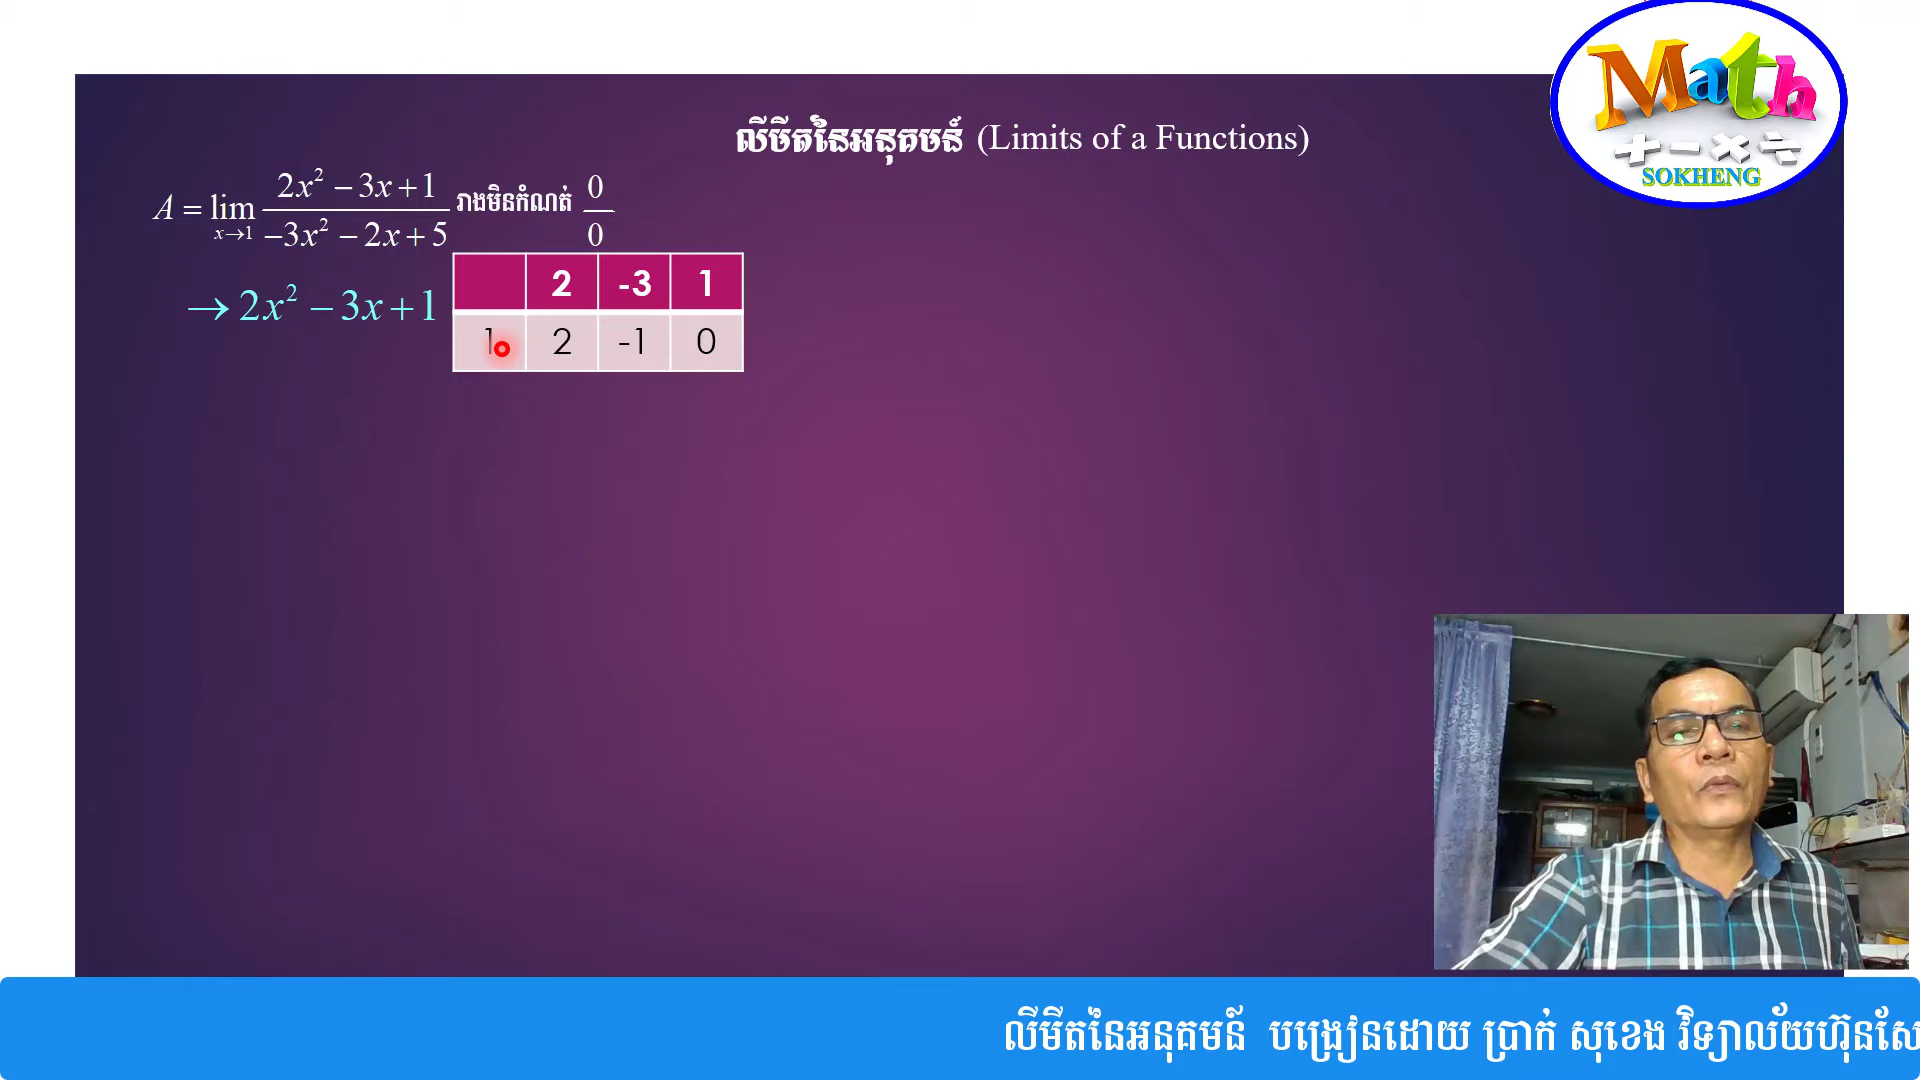 Math
+ − × ÷
SOKHENG
លីមីតនៃអនុគមន៍ (Limits of a Functions)
A = lim x→1 (2x² − 3x + 1)/(−3x² − 2x + 5) រាងមិនកំណត់ 0/0
→ 2x² − 3x + 1
2 -3 1
1 2 -1 0
លីមីតនៃអនុគមន៍ បង្រៀនដោយ ប្រាក់ សុខេង វិទ្យាល័យហ៊ុនសែ